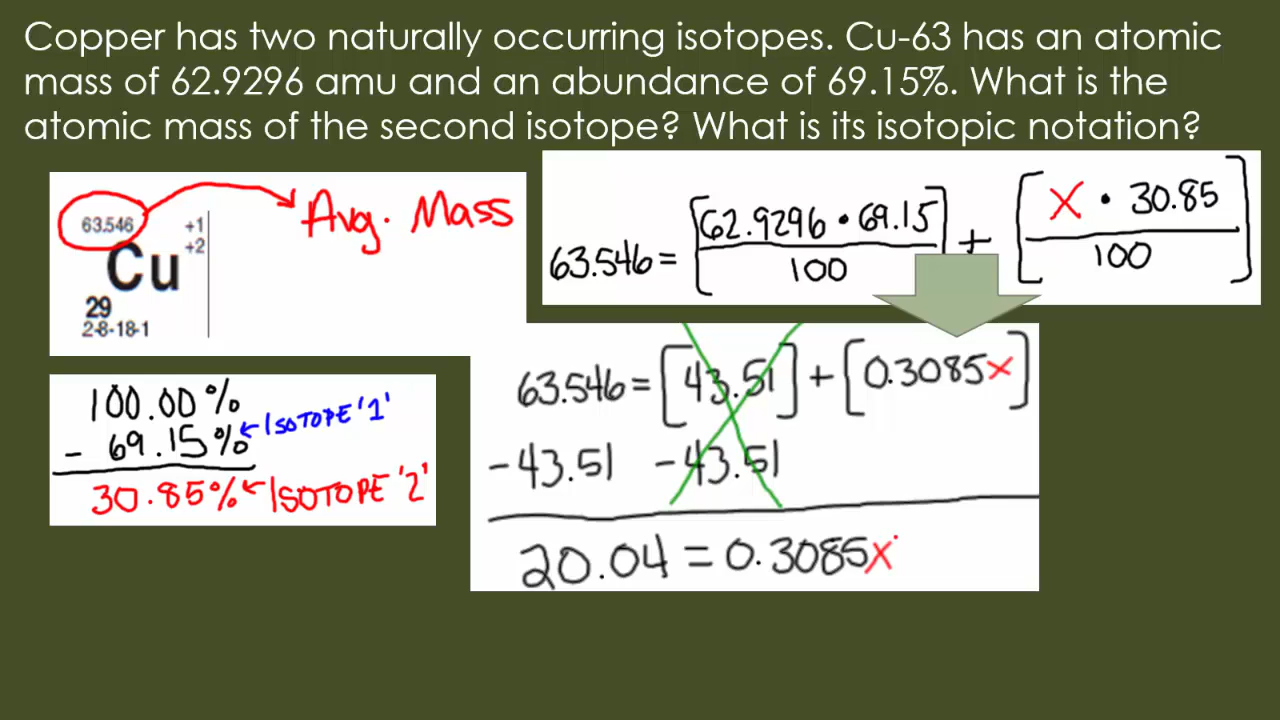 Copper has two naturally occurring isotopes. Cu-63 has an atomic
mass of 62.9296 amu and an abundance of 69.15%. What is the
atomic mass of the second isotope? What is its isotopic notation?
63.546
+1
+2
Cu
29
2-8-18-1
Avg. Mass
63.546 = [62.9296 • 69.15 / 100] + [X • 30.85 / 100]
100.00%
- 69.15% ← ISOTOPE '1'
30.85% ← ISOTOPE '2'
63.546 = [43.51] + [0.3085x]
-43.51 -43.51
20.04 = 0.3085x